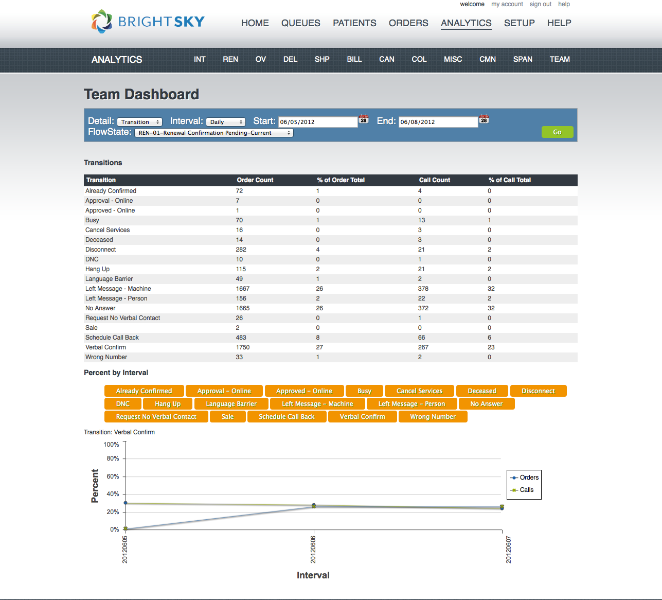 welcome my account sign out help
BRIGHTSKY HOME QUEUES PATIENTS ORDERS ANALYTICS SETUP HELP
ANALYTICS INT REN OV DEL SHP BILL CAN COL MISC CMN SPAN TEAM
Team Dashboard
Detail: Transition Interval: Daily Start: 06/05/2012 End: 06/08/2012
FlowState: REN-01-Renewal Confirmation Pending-Current Go
Transitions
Transition Order Count % of Order Total Call Count % of Call Total
Already Confirmed 72 1 4 0
Approval - Online 7 0 0 0
Approved - Online 1 0 0 0
Busy 70 1 13 1
Cancel Services 16 0 3 0
Deceased 14 0 3 0
Disconnect 282 4 21 2
DNC 10 0 1 0
Hang Up 115 2 21 2
Language Barrier 49 1 2 0
Left Message - Machine 1667 26 378 32
Left Message - Person 156 2 22 2
No Answer 1665 26 372 32
Request No Verbal Contact 26 0 1 0
Sale 2 0 0 0
Schedule Call Back 483 8 66 6
Verbal Confirm 1750 27 267 23
Wrong Number 33 1 2 0
Percent by Interval
Already Confirmed Approval - Online Approved - Online Busy Cancel Services Deceased Disconnect
DNC Hang Up Language Barrier Left Message - Machine Left Message - Person No Answer
Request No Verbal Contact Sale Schedule Call Back Verbal Confirm Wrong Number
Transition: Verbal Confirm
100%
80%
60%
40%
20%
0%
Percent
Orders
Calls
20120605 20120606 20120607
Interval